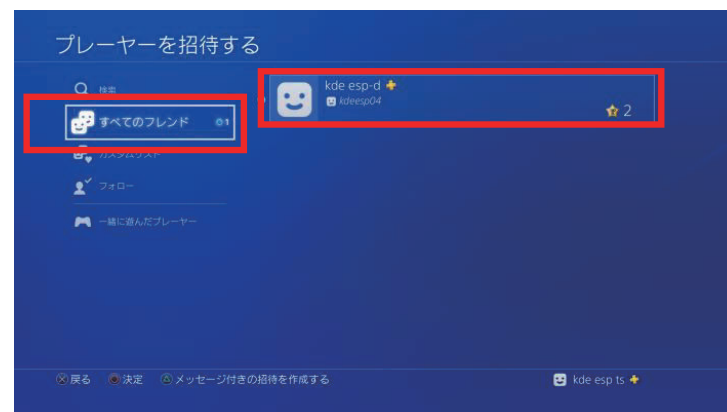 プレーヤーを招待する
検索
すべてのフレンド 1
カスタムリスト
フォロー
一緒に遊んだプレーヤー
kde esp-d
kdeesp04
2
戻る 決定 メッセージ付きの招待を作成する
kde esp ts